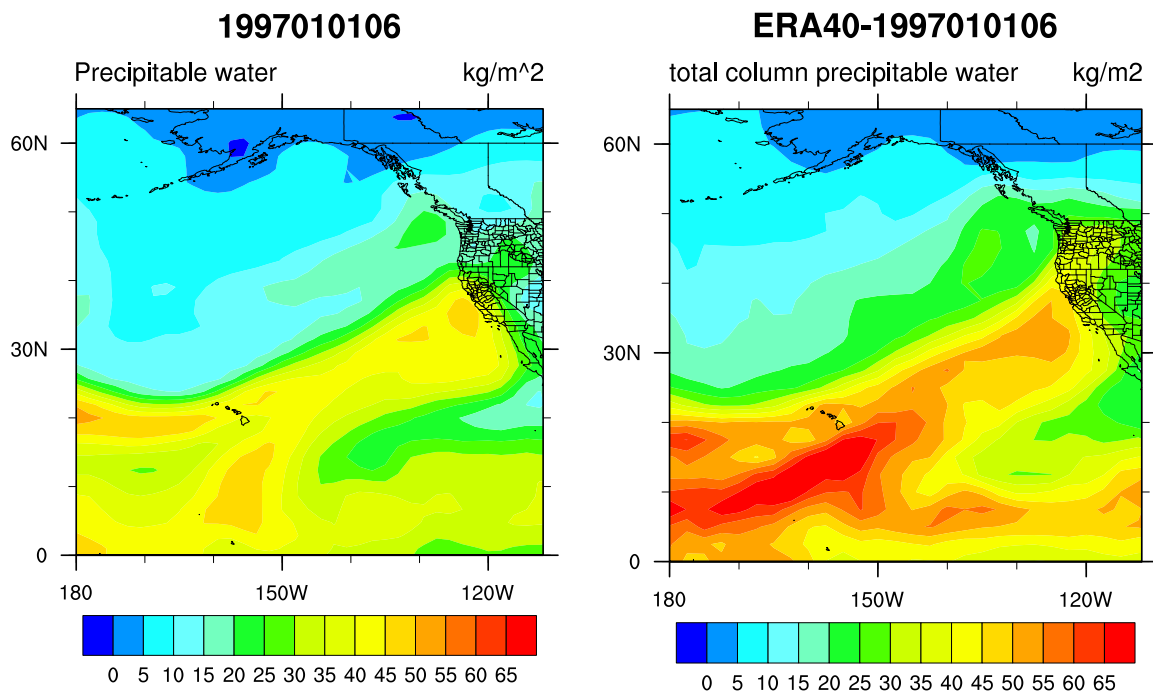 1997010106
Precipitable water kg/m^2
60N
30N
0
180 150W 120W
0 5 10 15 20 25 30 35 40 45 50 55 60 65
ERA40-1997010106
total column precipitable water kg/m2
60N
30N
0
180 150W 120W
0 5 10 15 20 25 30 35 40 45 50 55 60 65